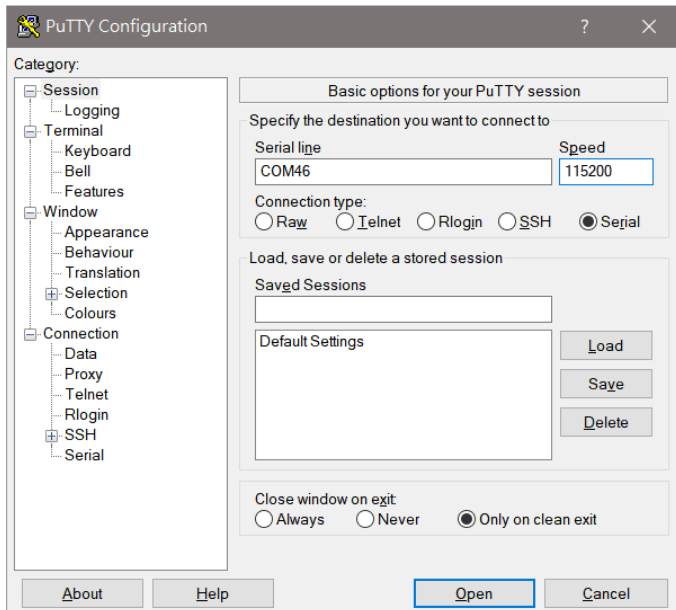 PuTTY Configuration
? ×
Category:
Session
Logging
Terminal
Keyboard
Bell
Features
Window
Appearance
Behaviour
Translation
Selection
Colours
Connection
Data
Proxy
Telnet
Rlogin
SSH
Serial
Basic options for your PuTTY session
Specify the destination you want to connect to
Serial line Speed
COM46 115200
Connection type:
Raw Telnet Rlogin SSH Serial
Load, save or delete a stored session
Saved Sessions
Default Settings
Load
Save
Delete
Close window on exit:
Always Never Only on clean exit
About Help Open Cancel